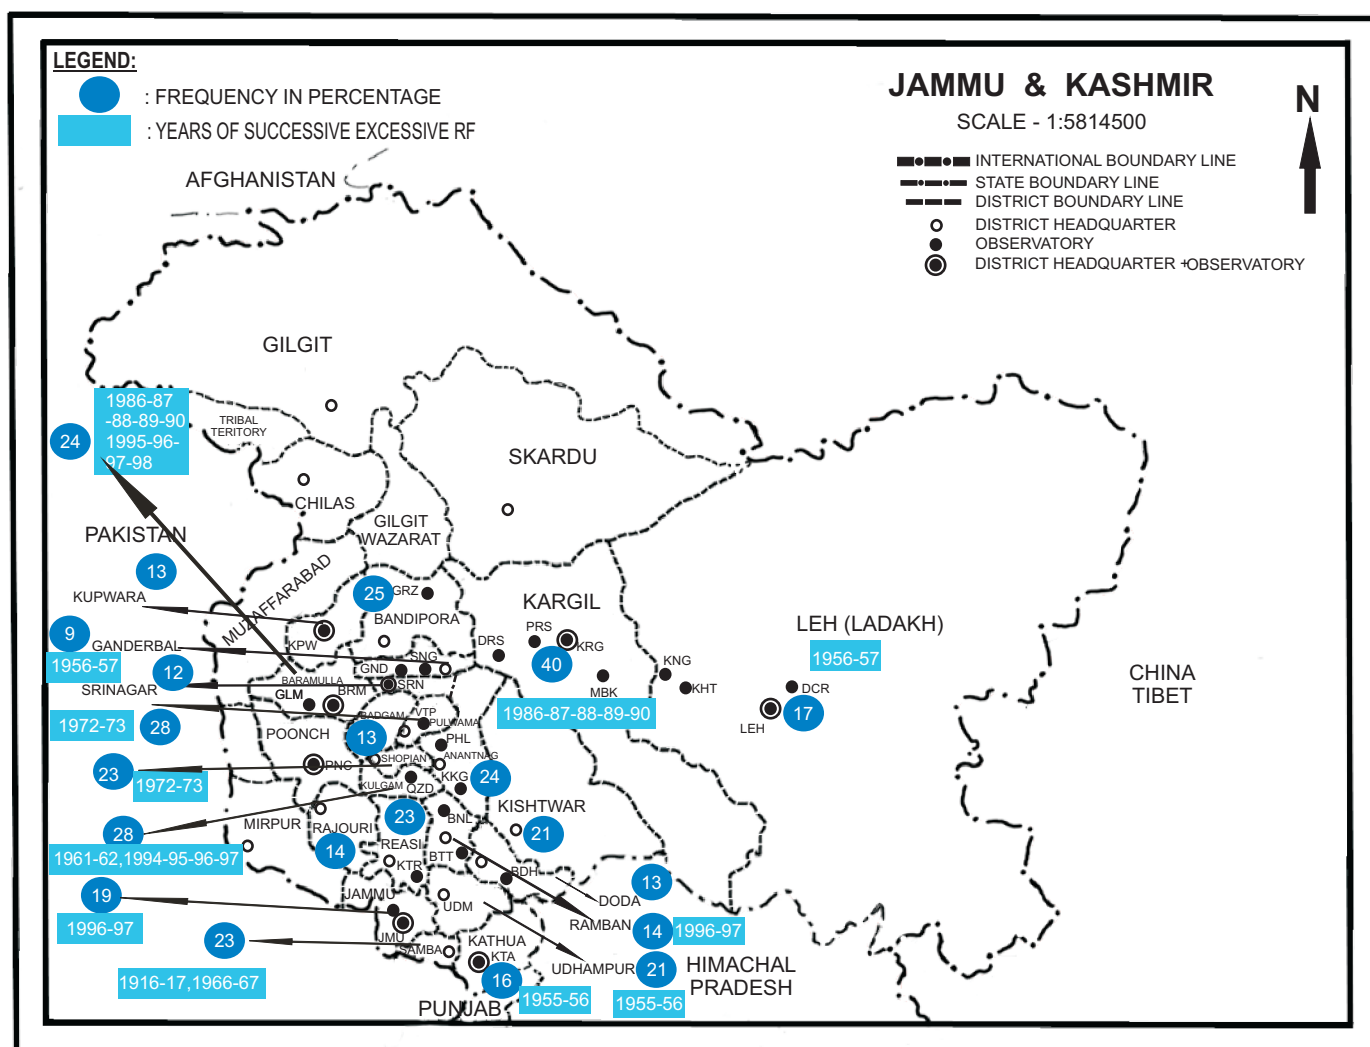 LEGEND:
: FREQUENCY IN PERCENTAGE
: YEARS OF SUCCESSIVE EXCESSIVE RF
JAMMU & KASHMIR
SCALE - 1:5814500
N
INTERNATIONAL BOUNDARY LINE
STATE BOUNDARY LINE
DISTRICT BOUNDARY LINE
DISTRICT HEADQUARTER
OBSERVATORY
DISTRICT HEADQUARTER +OBSERVATORY
AFGHANISTAN
GILGIT
1986-87
-88-89-90
1995-96-
97-98
24
TRIBAL
TERITORY
SKARDU
CHILAS
GILGIT
WAZARAT
PAKISTAN
13
MUZAFFARABAD
KUPWARA
KPW
25
GRZ
BANDIPORA
KARGIL
PRS
KRG
DRS
40
MBK
1986-87-88-89-90
KNG
KHT
LEH (LADAKH)
1956-57
DCR
LEH
17
CHINA
TIBET
9
GANDERBAL
1956-57
GND
SNG
12
SRINAGAR
BARAMULLA
SRN
GLM
BRM
1972-73
28
BADGAM
VTP
PULWAMA
POONCH
13
PHL
PNC
SHOPIAN
ANANTNAG
23
1972-73
KULGAM
QZD
KKG
24
28
1961-62,1994-95-96-97
MIRPUR
RAJOURI
14
23
REASI
BNL
KISHTWAR
21
BTT
KTR
BDH
DODA
13
19
1996-97
JAMMU
JMU
UDM
RAMBAN
14
1996-97
23
1916-17,1966-67
SAMBA
KATHUA
KTA
16
1955-56
UDHAMPUR
21
1955-56
HIMACHAL
PRADESH
PUNJAB